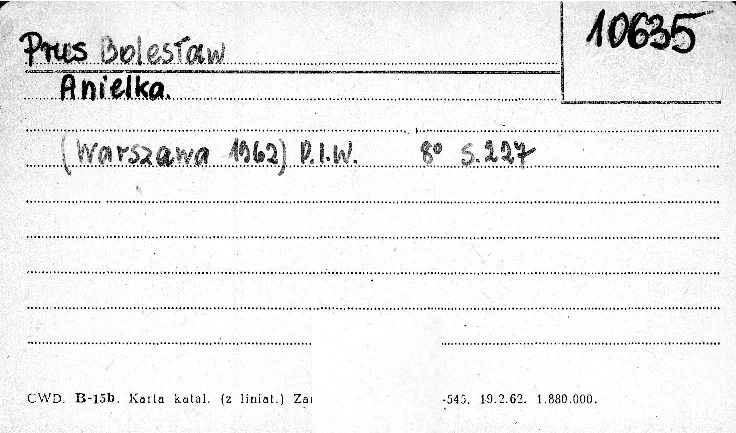 10635
Prus Bolesław
Anielka.
(Warszawa 1962) P.I.W. 8° S. 227
CWD. B-15b. Karta katal. (z liniat.) -545. 19.2.62. 1.880.000.